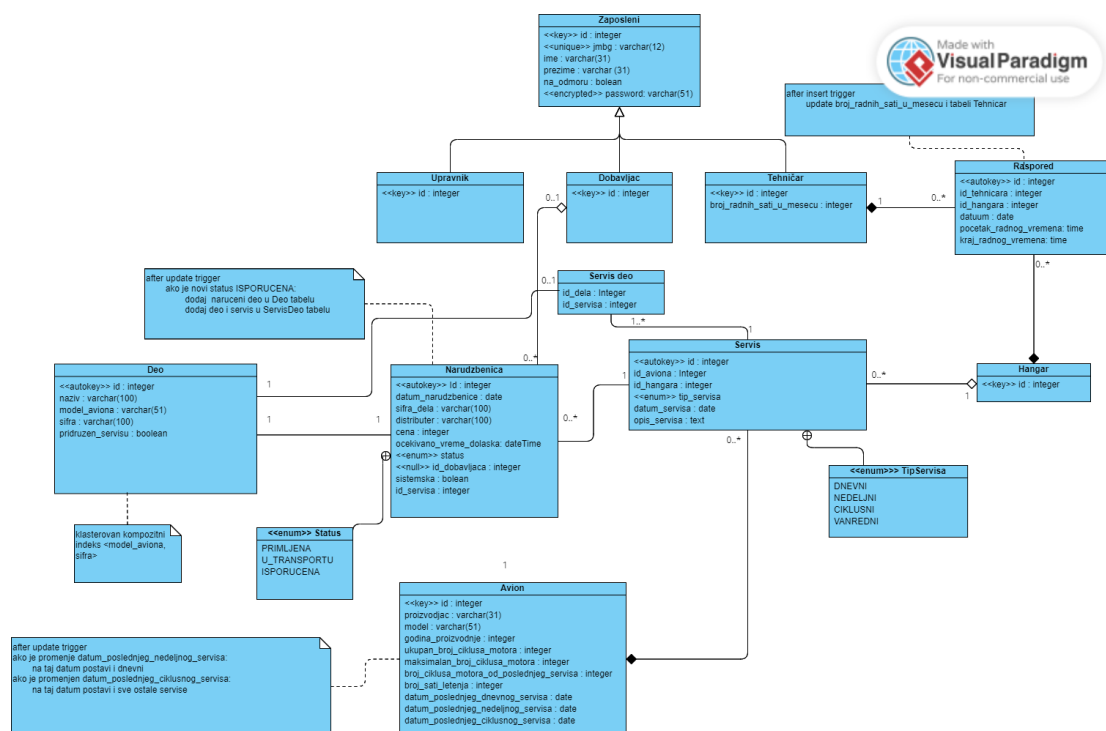 Zaposleni
<<key>> id : integer
<<unique>> jmbg : varchar(12)
ime : varchar(31)
prezime : varchar (31)
na_odmoru : bolean
<<encrypted>> password: varchar(51)
Made with
VisualParadigm
For non-commercial use
after insert trigger
update broj_radnih_sati_u_mesecu i tabeli Tehnicar
Upravnik
<<key>> id : integer
Dobavljac
<<key>> id : integer
Tehničar
<<key>> id : integer
broj_radnih_sati_u_mesecu : integer
Raspored
<<autokey>> id : integer
id_tehnicara : integer
id_hangara : integer
datuum : date
pocetak_radnog_vremena: time
kraj_radnog_vremena: time
0..1
1
0..*
0..*
after update trigger
ako je novi status ISPORUCENA:
dodaj naruceni deo u Deo tabelu
dodaj deo i servis u ServisDeo tabelu
0..1
Servis deo
id_dela : Integer
id_servisa : integer
1..*
1
0..*
Deo
<<autokey>> id : integer
naziv : varchar(100)
model_aviona : varchar(51)
sifra : varchar(100)
pridruzen_servisu : boolean
1
1
1
Narudzbenica
<<autokey>> Id : integer
datum_narudzbenice : date
sifra_dela : varchar(100)
distributer : varchar(100)
cena : integer
ocekivano_vreme_dolaska: dateTime
<<enum>> status
<<null>> id_dobavljaca : integer
sistemska : bolean
id_servisa : integer
1
0..*
Servis
<<autokey>> id : integer
id_aviona : Integer
id_hangara : integer
<<enum>> tip_servisa
datum_servisa : date
opis_servisa : text
0..*
1
Hangar
<<key>> id : integer
0..*
<<enum>>> TipServisa
DNEVNI
NEDELJNI
CIKLUSNI
VANREDNI
klasterovan kompozitni
indeks <model_aviona,
sifra>
<<enum>> Status
PRIMLJENA
U_TRANSPORTU
ISPORUCENA
1
Avion
<<key>> id : integer
proizvodjac : varchar(31)
model : varchar(51)
godina_proizvodnje : integer
ukupan_broj_ciklusa_motora : integer
maksimalan_broj_ciklusa_motora : integer
broj_ciklusa_motora_od_poslednjeg_servisa : integer
broj_sati_letenja : integer
datum_poslednjeg_dnevnog_servisa : date
datum_poslednjeg_nedeljnog_servisa : date
datum_poslednjeg_ciklusnog_servisa : date
after update trigger
ako je promenje datum_poslednjeg_nedeljnog_servisa:
na taj datum postavi i dnevni
ako je promenjen datum_poslednjeg_ciklusnog_servisa:
na taj datum postavi i sve ostale servise